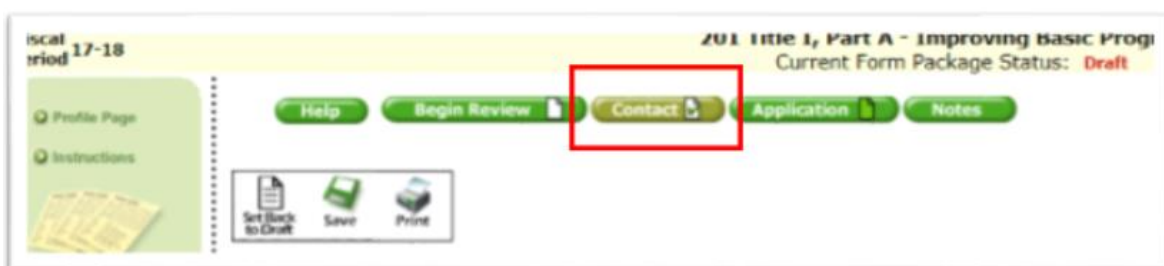 iscal
eriod 17-18
201 Title I, Part A - Improving Basic Progr
Current Form Package Status: Draft
Profile Page
Instructions
Help
Begin Review
Contact
Application
Notes
Set Back
to Draft
Save
Print